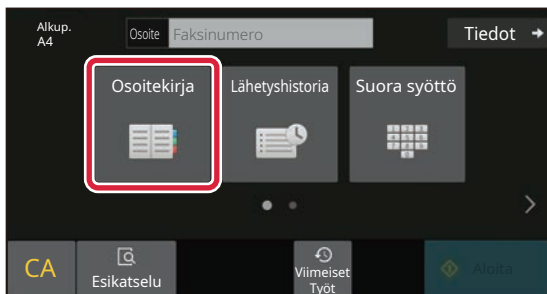 Alkup.
A4
Osoite Faksinumero
Tiedot
Osoitekirja
Lähetyshistoria
Suora syöttö
CA
Esikatselu
Viimeiset
Työt
Aloita